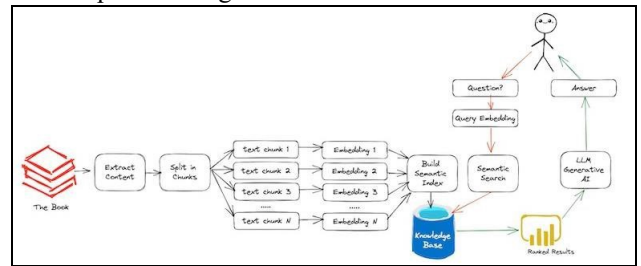 Question?
Answer
Query Embedding
The Book
Extract
Content
Split in
Chunks
text chunk 1
text chunk 2
text chunk 3
......
text chunk N
Embedding 1
Embedding 2
Embedding 3
.....
Embedding N
Build
Semantic
Index
Semantic
Search
LLM
Generative
AI
Knowledge
Base
Ranked Results